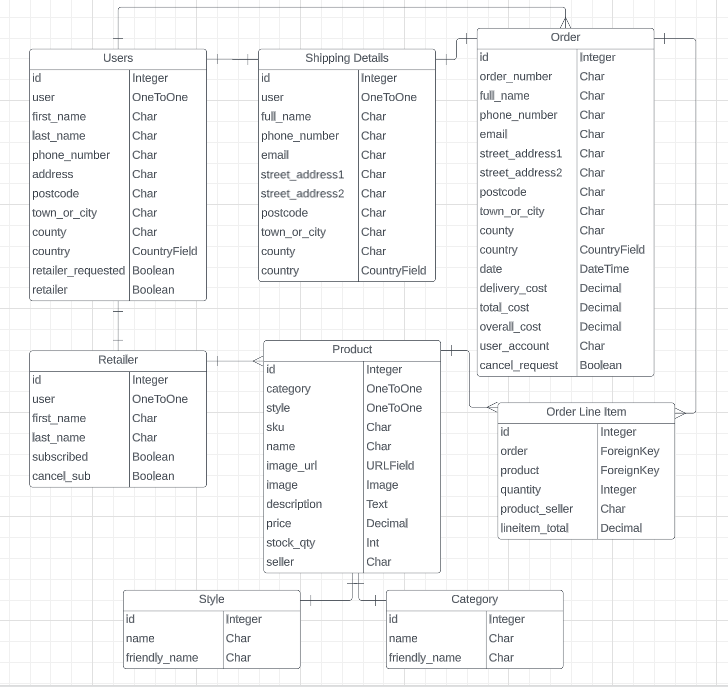 Users
id Integer
user OneToOne
first_name Char
last_name Char
phone_number Char
address Char
postcode Char
town_or_city Char
county Char
country CountryField
retailer_requested Boolean
retailer Boolean
Shipping Details
id Integer
user OneToOne
full_name Char
phone_number Char
email Char
street_address1 Char
street_address2 Char
postcode Char
town_or_city Char
county Char
country CountryField
Order
id Integer
order_number Char
full_name Char
phone_number Char
email Char
street_address1 Char
street_address2 Char
postcode Char
town_or_city Char
county Char
country CountryField
date DateTime
delivery_cost Decimal
total_cost Decimal
overall_cost Decimal
user_account Char
cancel_request Boolean
Retailer
id Integer
user OneToOne
first_name Char
last_name Char
subscribed Boolean
cancel_sub Boolean
Product
id Integer
category OneToOne
style OneToOne
sku Char
name Char
image_url URLField
image Image
description Text
price Decimal
stock_qty Int
seller Char
Order Line Item
id Integer
order ForeignKey
product ForeignKey
quantity Integer
product_seller Char
lineitem_total Decimal
Style
id Integer
name Char
friendly_name Char
Category
id Integer
name Char
friendly_name Char